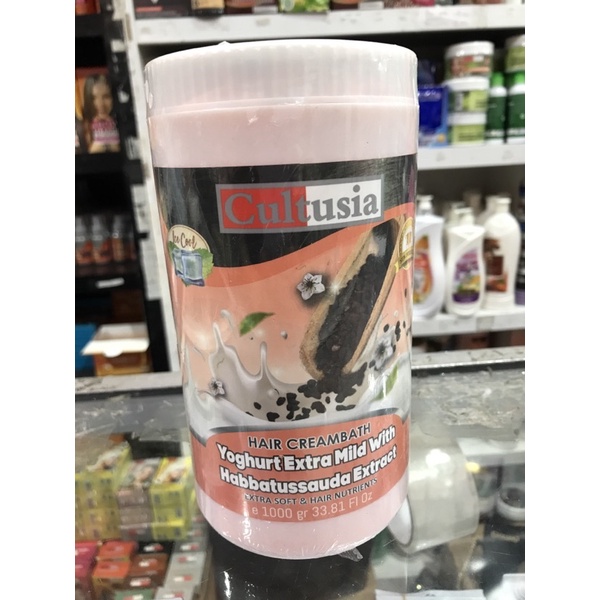 Cultusia
Ice Cool
HAIR CREAMBATH
Yoghurt Extra Mild With
Habbatussauda Extract
EXTRA SOFT & HAIR NUTRIENTS
e 1000 gr 33.81 Fl Oz